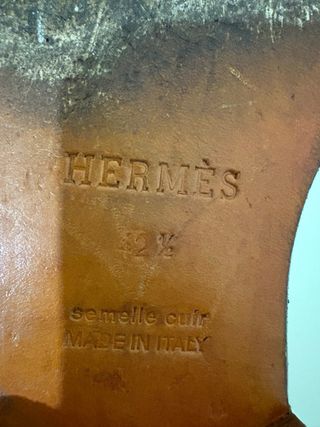 HERMÈS
42 ½
semelle cuir
MADE IN ITALY